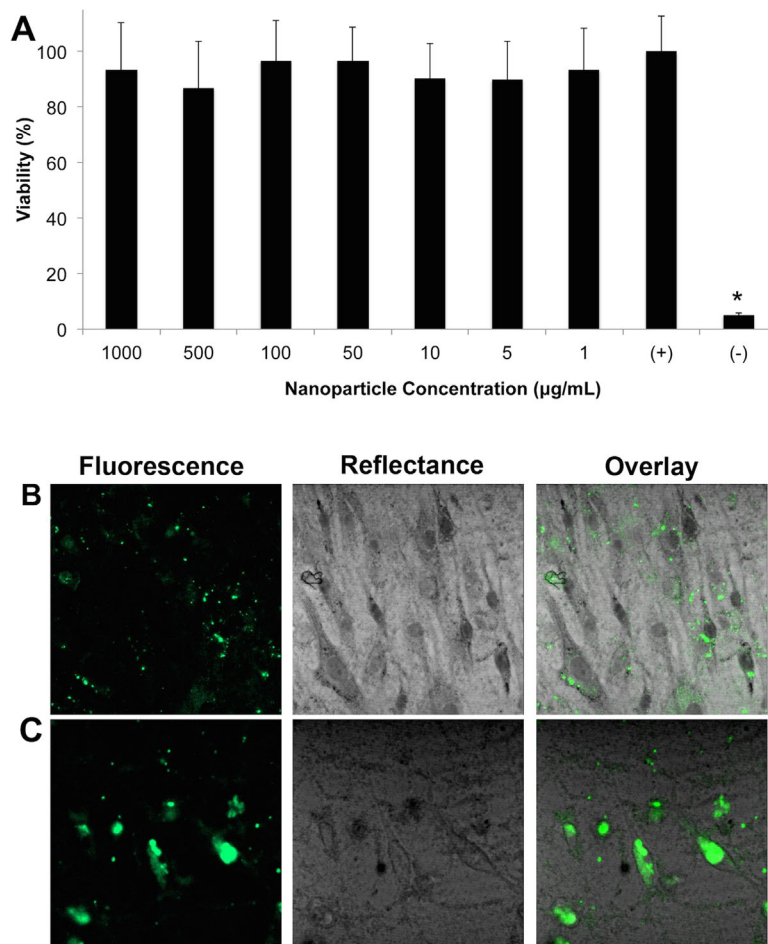 A
100
80
60
40
20
0
Viability (%)
1000 500 100 50 10 5 1 (+) (-)
*
Nanoparticle Concentration (µg/mL)
Fluorescence Reflectance Overlay
B
C